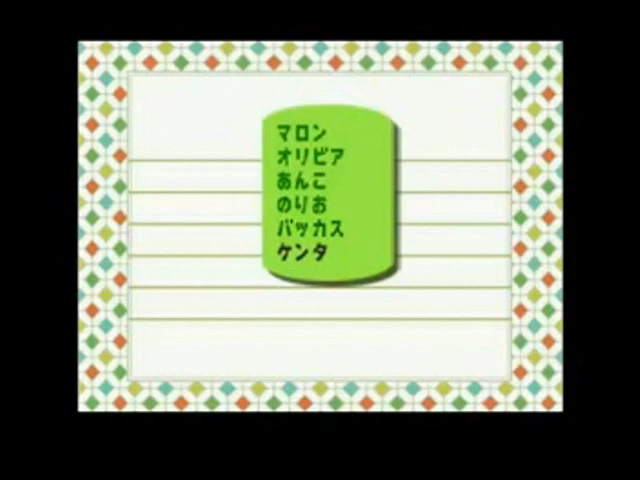 マロン
オリビア
あんこ
のりお
バッカス
ケンタ